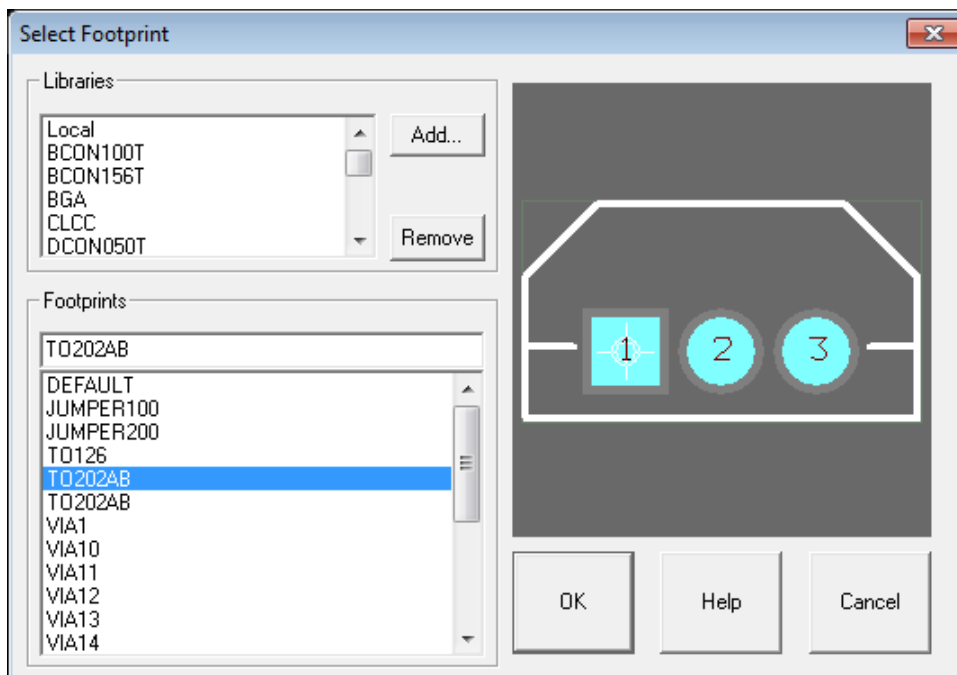 Select Footprint
Libraries
Local
BCON100T
BCON156T
BGA
CLCC
DCON050T
Add...
Remove
Footprints
TO202AB
DEFAULT
JUMPER100
JUMPER200
TO126
TO202AB
TO202AB
VIA1
VIA10
VIA11
VIA12
VIA13
VIA14
1 2 3
OK Help Cancel